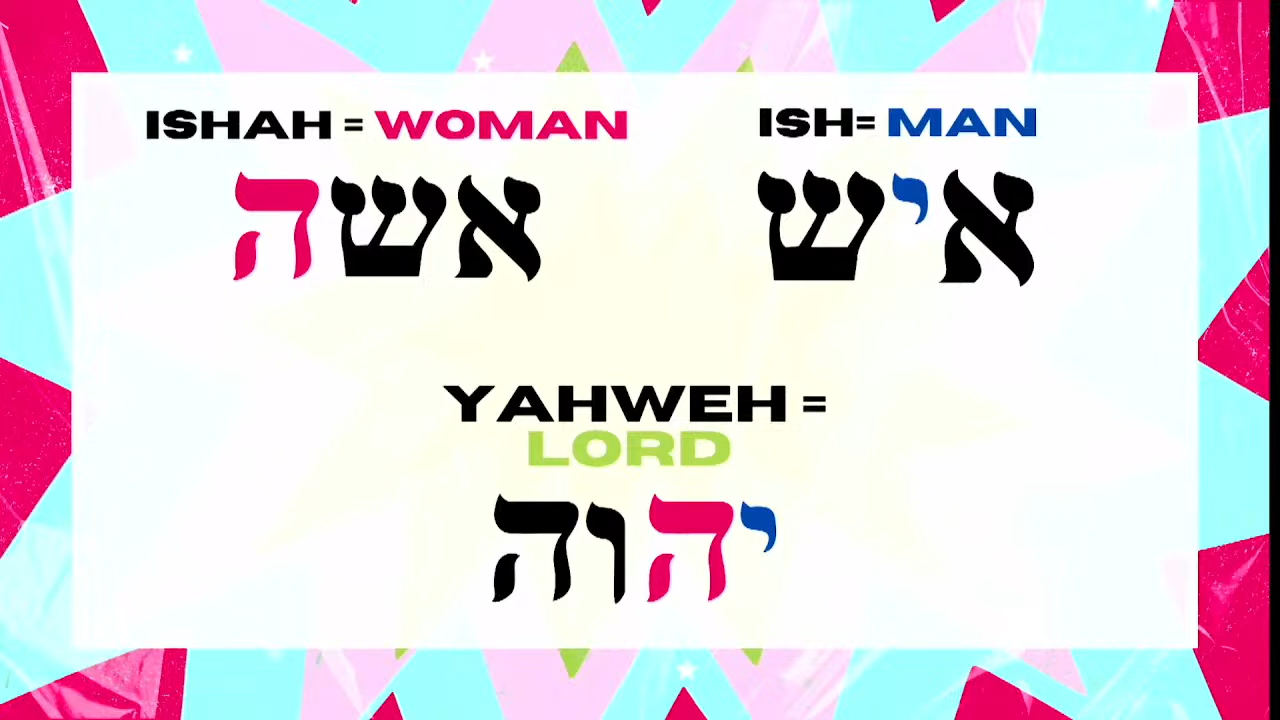 ISHAH = WOMAN
אשה
ISH= MAN
איש
YAHWEH =
LORD
יהוה